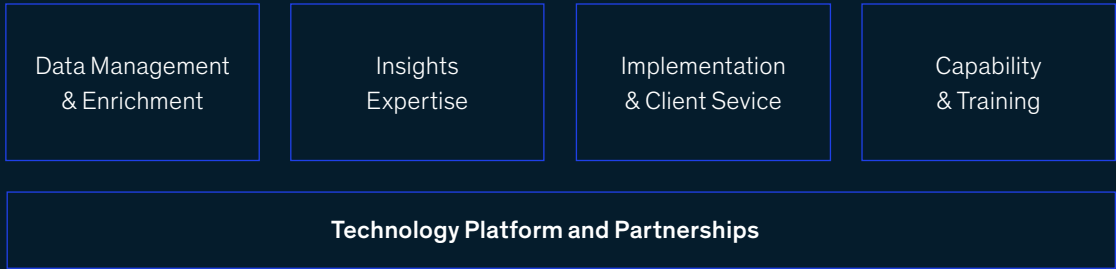 Data Management
& Enrichment
Insights
Expertise
Implementation
& Client Sevice
Capability
& Training
Technology Platform and Partnerships